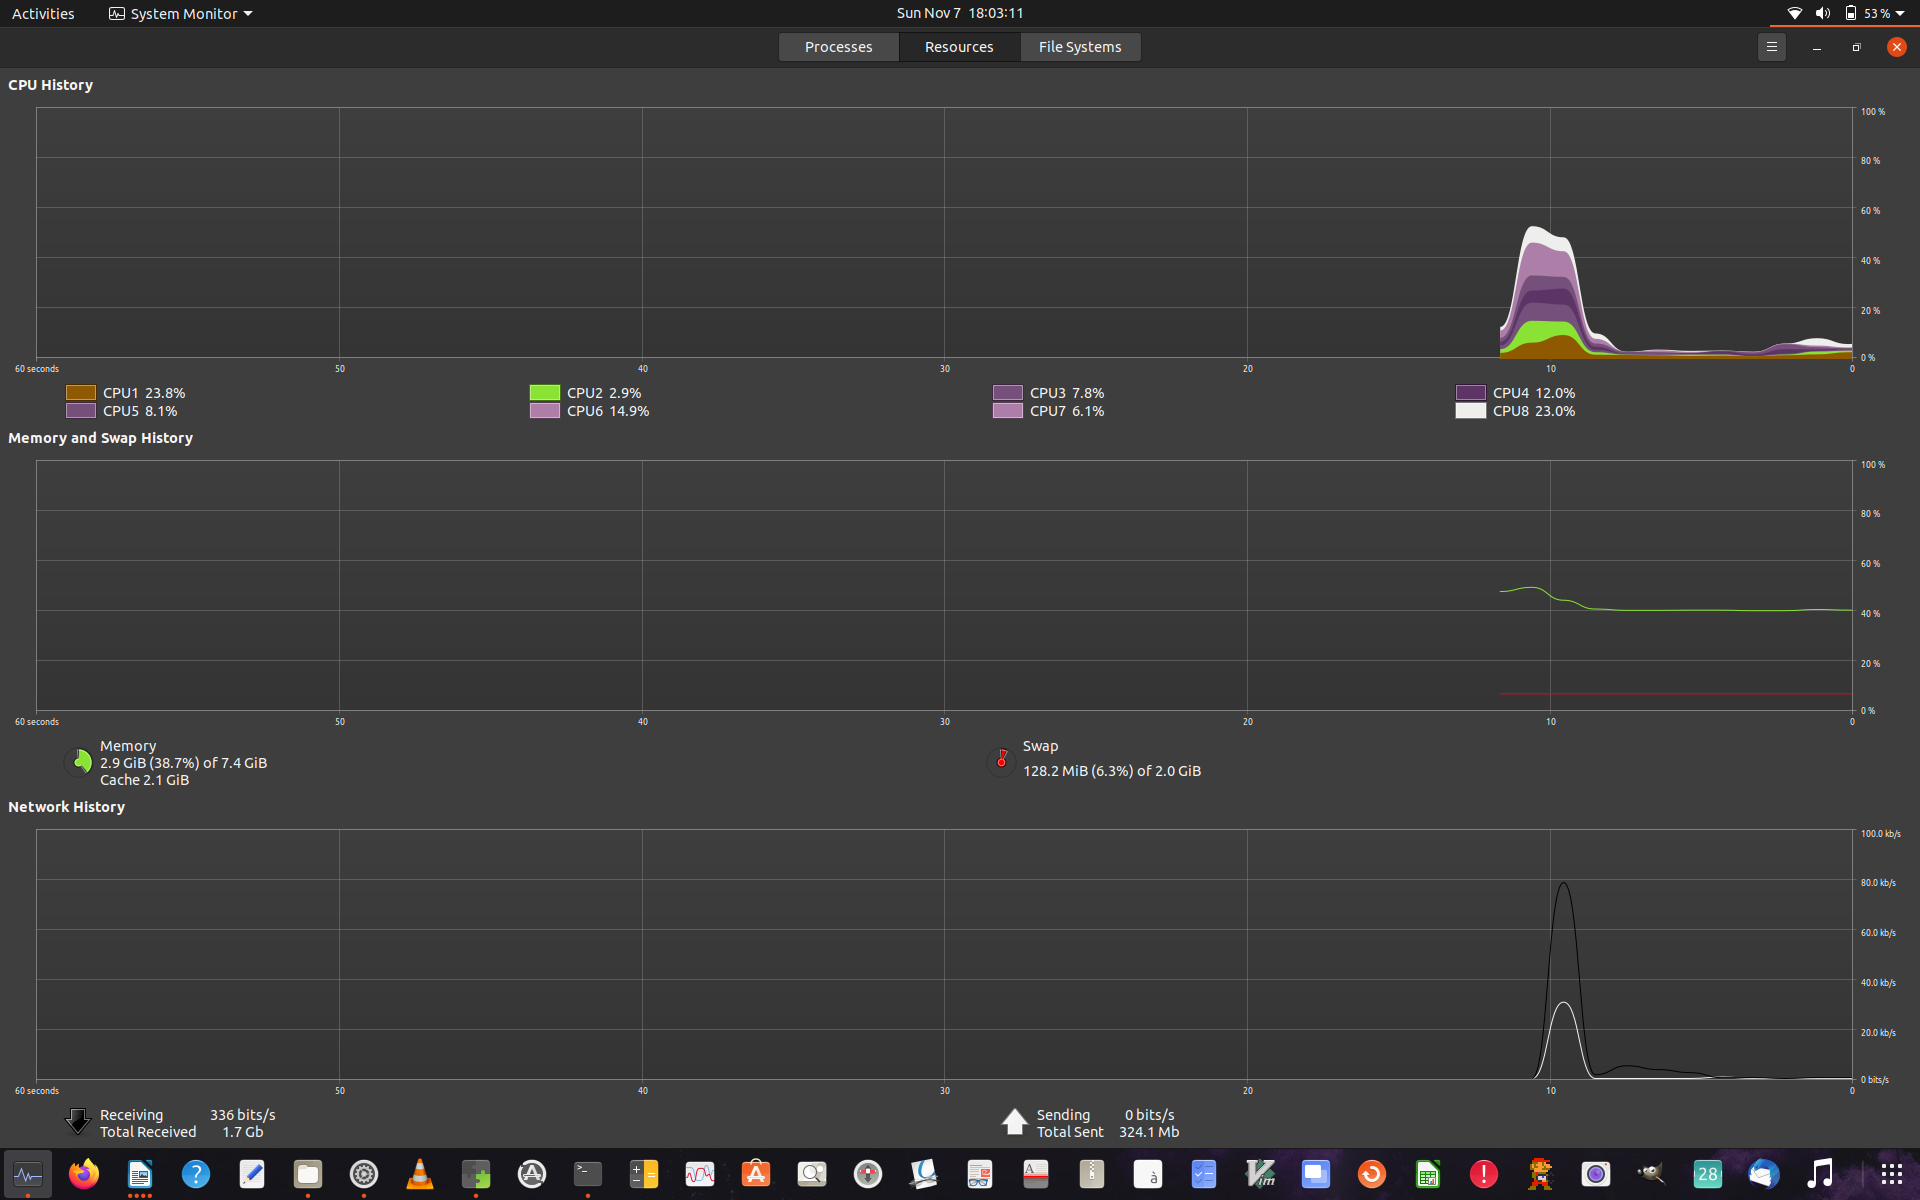 Activities System Monitor Sun Nov 7 18:03:11 53 %
Processes Resources File Systems
CPU History
100 %
80 %
60 %
40 %
20 %
0 %
60 seconds 50 40 30 20 10 0
CPU1 23.8% CPU2 2.9% CPU3 7.8% CPU4 12.0%
CPU5 8.1% CPU6 14.9% CPU7 6.1% CPU8 23.0%
Memory and Swap History
100 %
80 %
60 %
40 %
20 %
0 %
60 seconds 50 40 30 20 10 0
Memory
2.9 GiB (38.7%) of 7.4 GiB
Cache 2.1 GiB
Swap
128.2 MiB (6.3%) of 2.0 GiB
Network History
100.0 kb/s
80.0 kb/s
60.0 kb/s
40.0 kb/s
20.0 kb/s
0 bits/s
60 seconds 50 40 30 20 10 0
Receiving 336 bits/s
Total Received 1.7 Gb
Sending 0 bits/s
Total Sent 324.1 Mb
? >_ A à Vim ! 28